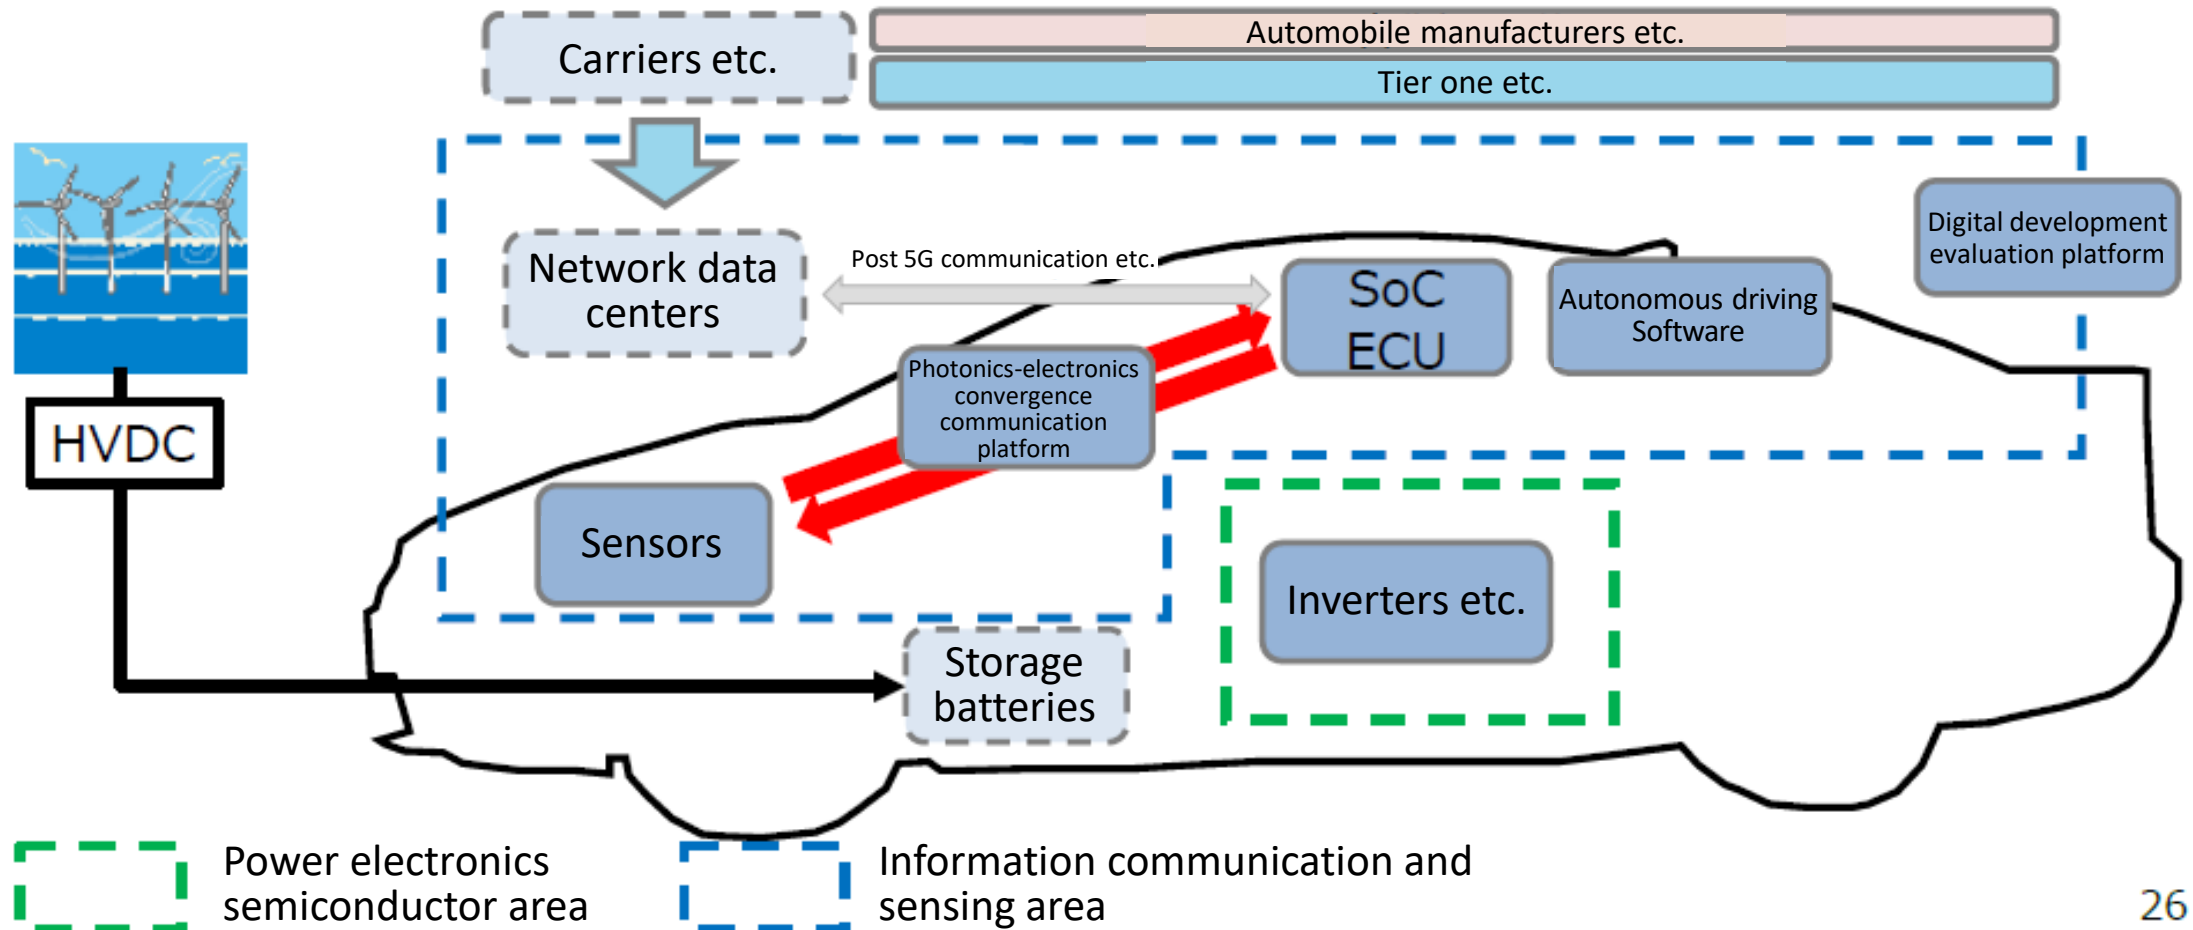 Carriers etc.
Automobile manufacturers etc.
Tier one etc.
Digital development
evaluation platform
Network data
centers
Post 5G communication etc.
SoC
ECU
Autonomous driving
Software
Photonics-electronics
convergence
communication
platform
HVDC
Sensors
Inverters etc.
Storage
batteries
Power electronics
semiconductor area
Information communication and
sensing area
26